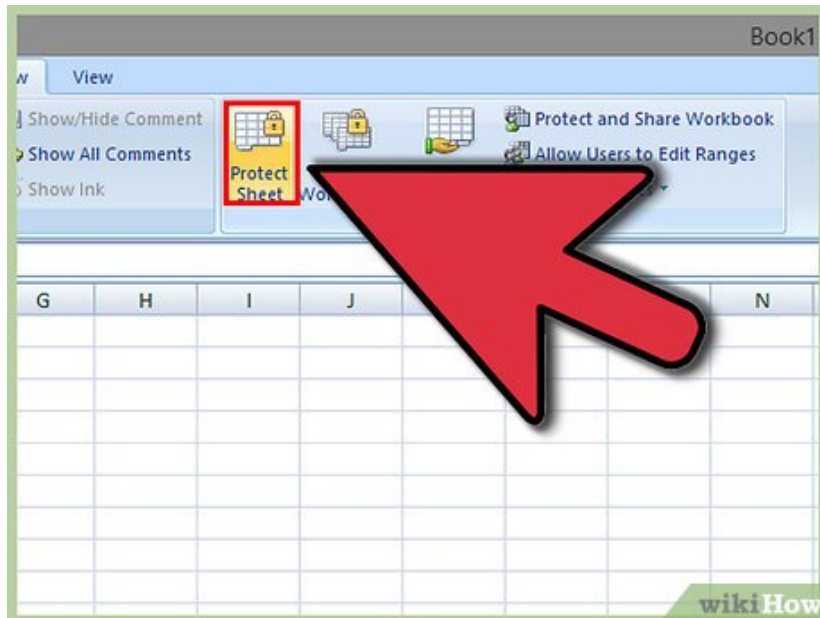 Book1
w View
Show/Hide Comment
Show All Comments
Show Ink
Protect Sheet
Protect and Share Workbook
Allow Users to Edit Ranges
G H I J N
wikiHow